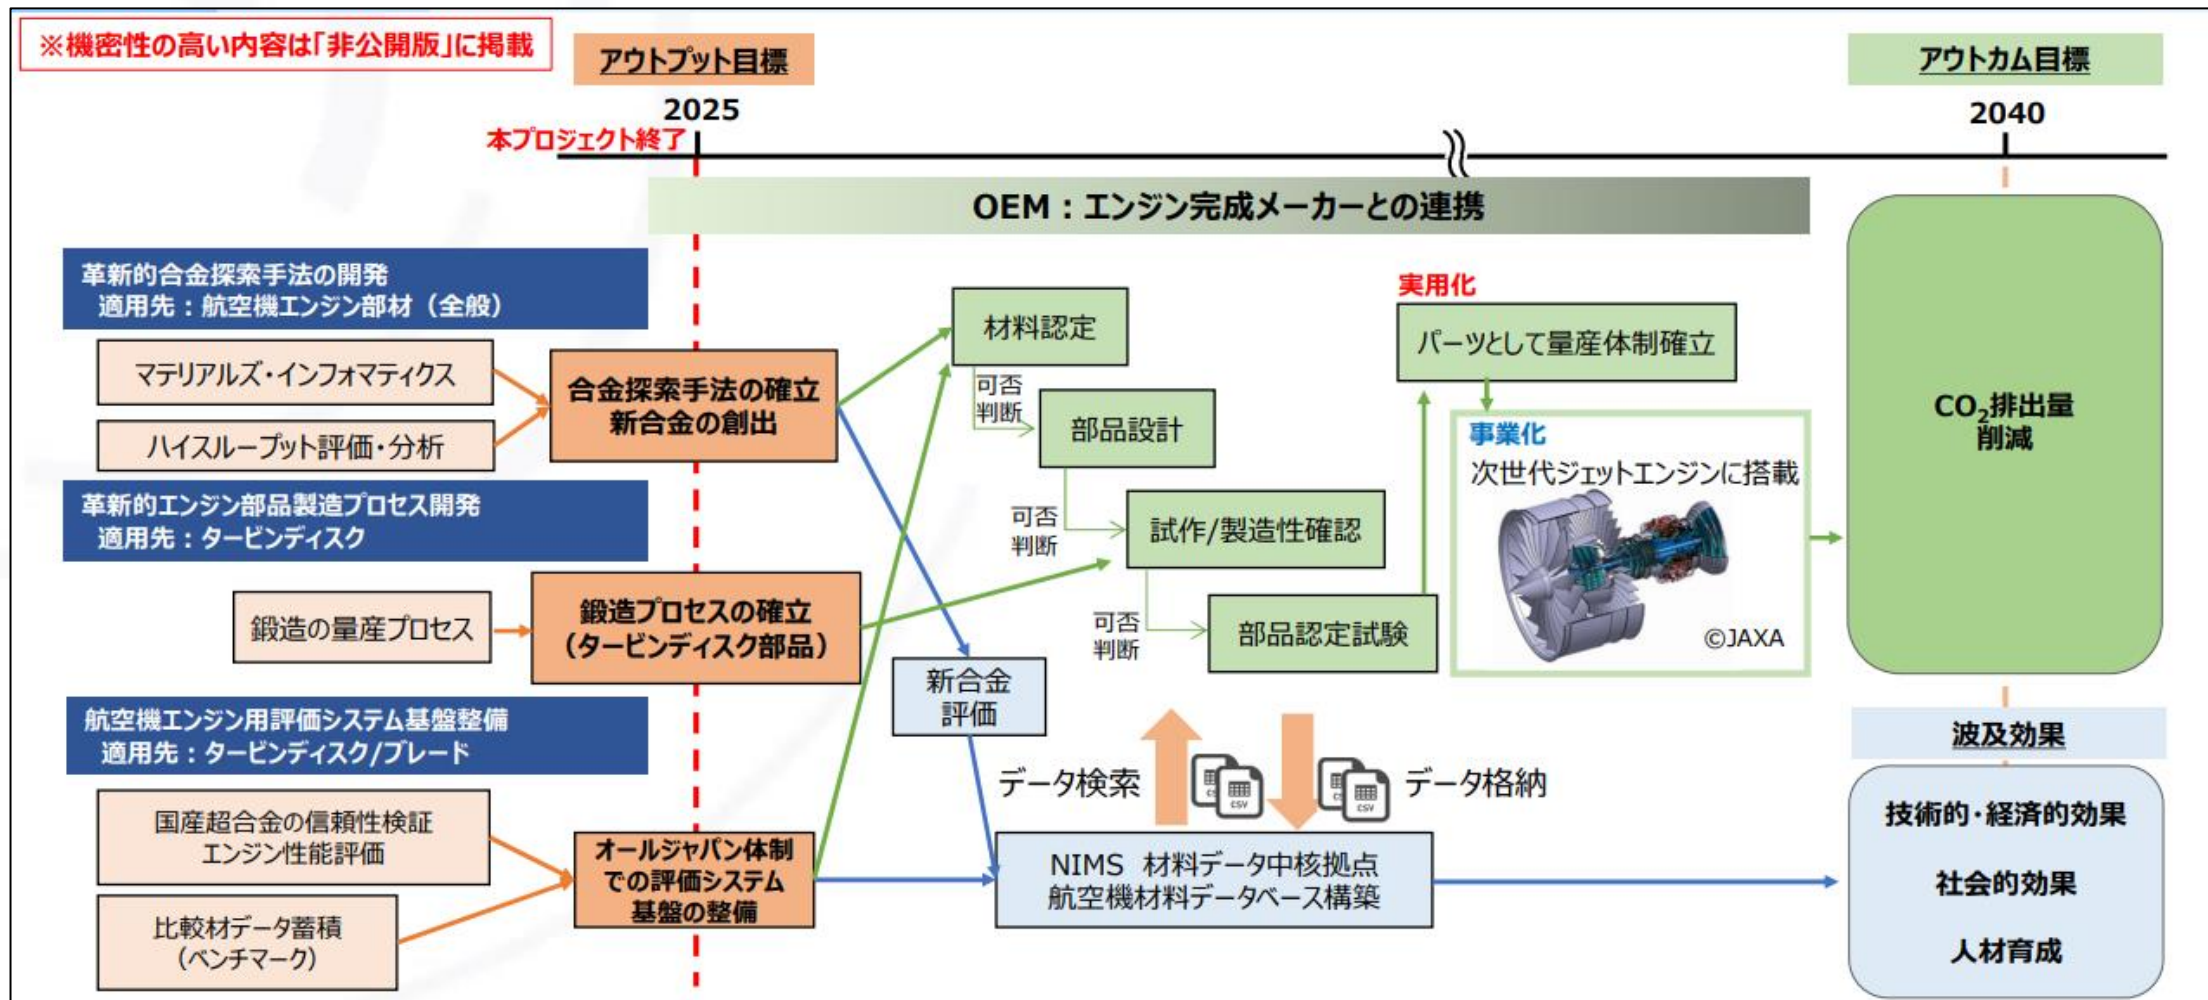 ※機密性の高い内容は「非公開版」に掲載
アウトプット目標
アウトカム目標
2025
2040
本プロジェクト終了
OEM：エンジン完成メーカーとの連携
革新的合金探索手法の開発
適用先：航空機エンジン部材（全般）
マテリアルズ・インフォマティクス
ハイスループット評価・分析
合金探索手法の確立
新合金の創出
革新的エンジン部品製造プロセス開発
適用先：タービンディスク
鍛造の量産プロセス
鍛造プロセスの確立
（タービンディスク部品）
航空機エンジン用評価システム基盤整備
適用先：タービンディスク/ブレード
国産超合金の信頼性検証
エンジン性能評価
比較材データ蓄積
（ベンチマーク）
オールジャパン体制
での評価システム
基盤の整備
材料認定
可否
判断
部品設計
可否
判断
試作/製造性確認
可否
判断
部品認定試験
新合金
評価
実用化
パーツとして量産体制確立
事業化
次世代ジェットエンジンに搭載
©JAXA
データ検索
CSV
CSV
データ格納
CSV
CSV
NIMS 材料データ中核拠点
航空機材料データベース構築
CO₂排出量
削減
波及効果
技術的・経済的効果
社会的効果
人材育成